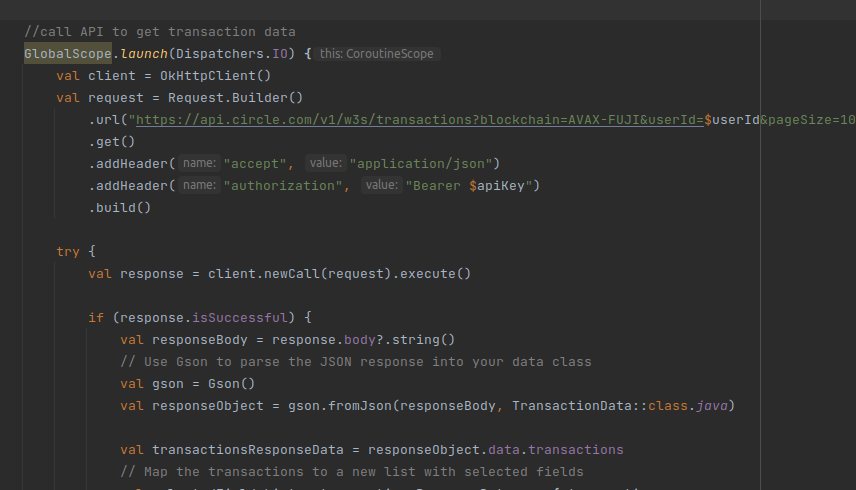 //call API to get transaction data
GlobalScope.launch(Dispatchers.IO) { this: CoroutineScope
val client = OkHttpClient()
val request = Request.Builder()
.url("https://api.circle.com/v1/w3s/transactions?blockchain=AVAX-FUJI&userId=$userId&pageSize=10
.get()
.addHeader( name: "accept", value: "application/json")
.addHeader( name: "authorization", value: "Bearer $apiKey")
.build()
try {
val response = client.newCall(request).execute()
if (response.isSuccessful) {
val responseBody = response.body?.string()
// Use Gson to parse the JSON response into your data class
val gson = Gson()
val responseObject = gson.fromJson(responseBody, TransactionData::class.java)
val transactionsResponseData = responseObject.data.transactions
// Map the transactions to a new list with selected fields